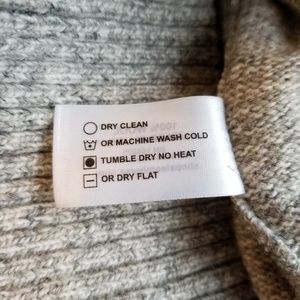 DRY CLEAN
OR MACHINE WASH COLD
TUMBLE DRY NO HEAT
OR DRY FLAT